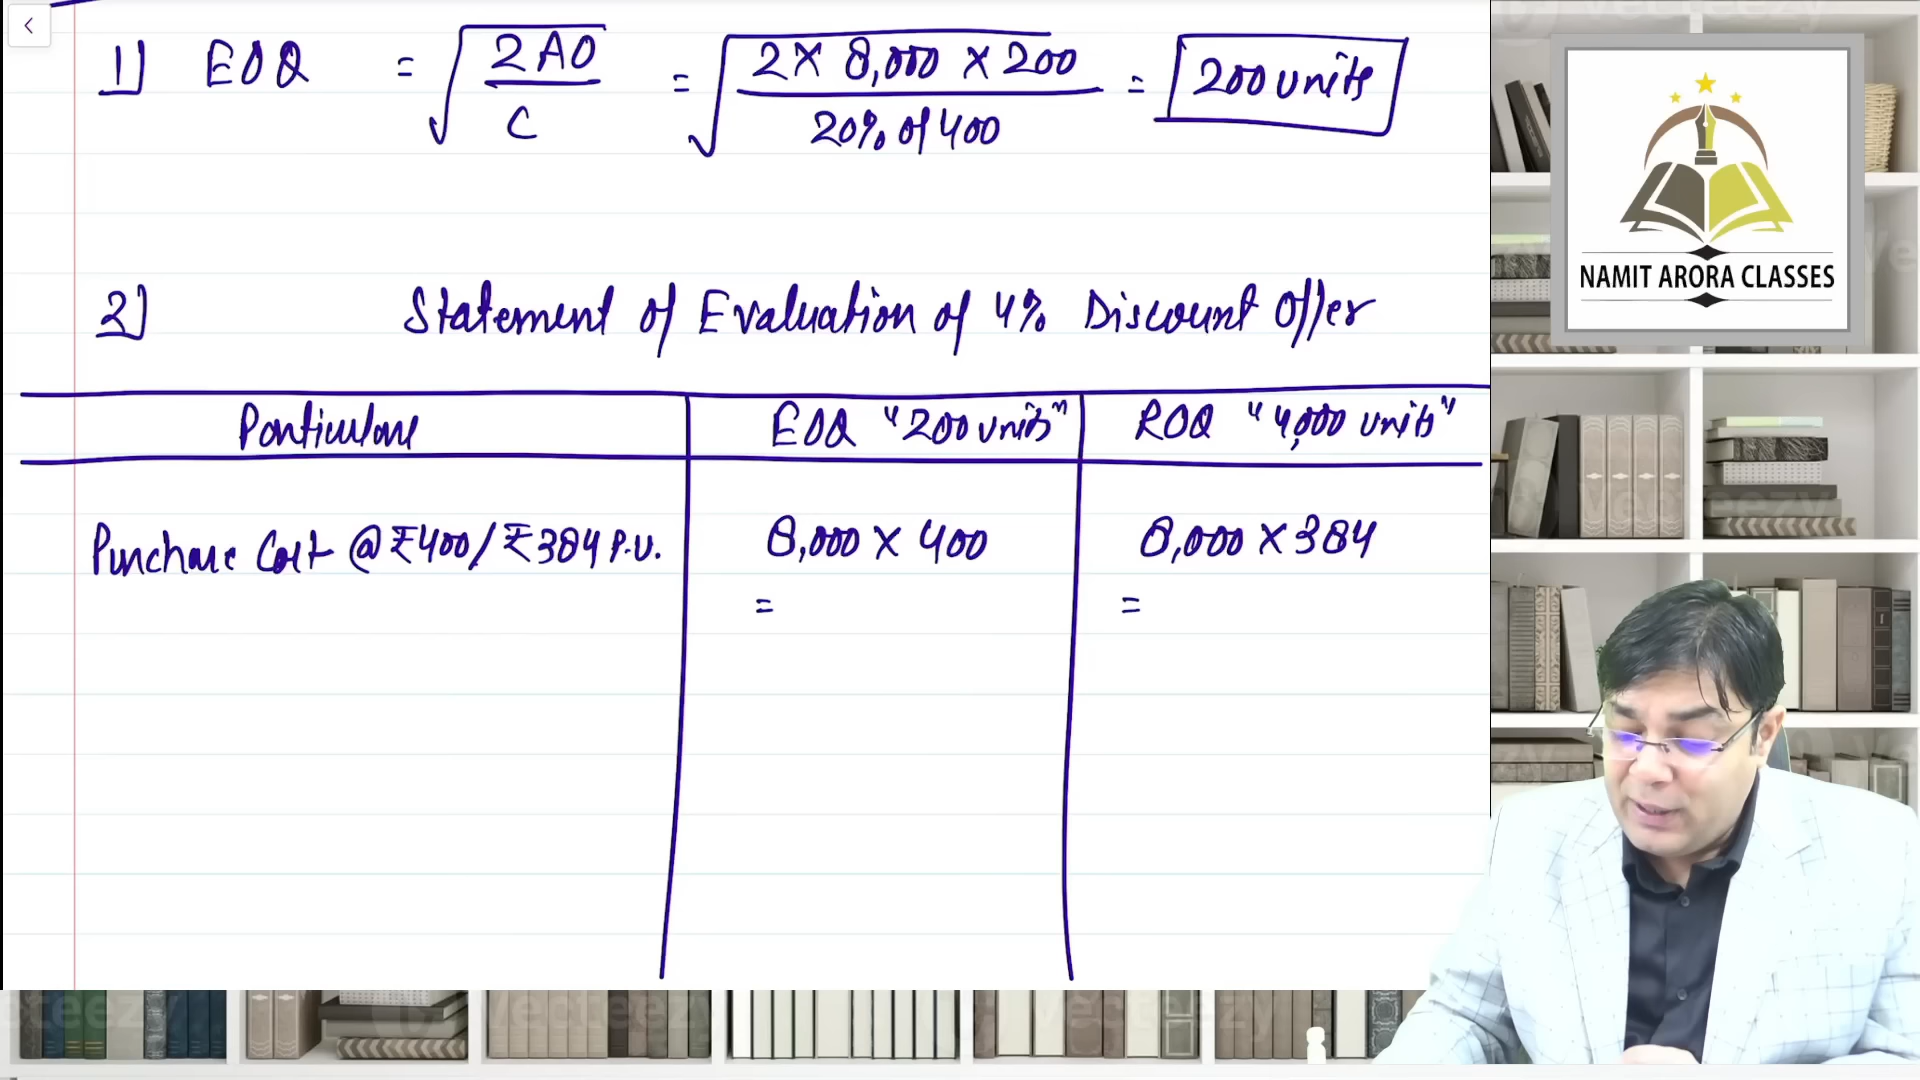 1] EOQ = √ 2AO / C = √ 2 × 8,000 × 200 / 20% of 400 = 200 units
NAMIT ARORA CLASSES
2] Statement of Evaluation of 4% Discount Offer
Particulars EOQ "200 units" ROQ "4,000 units"
Purchase Cost @ ₹400/₹384 P.U. 8,000 × 400 8,000 × 384
= =